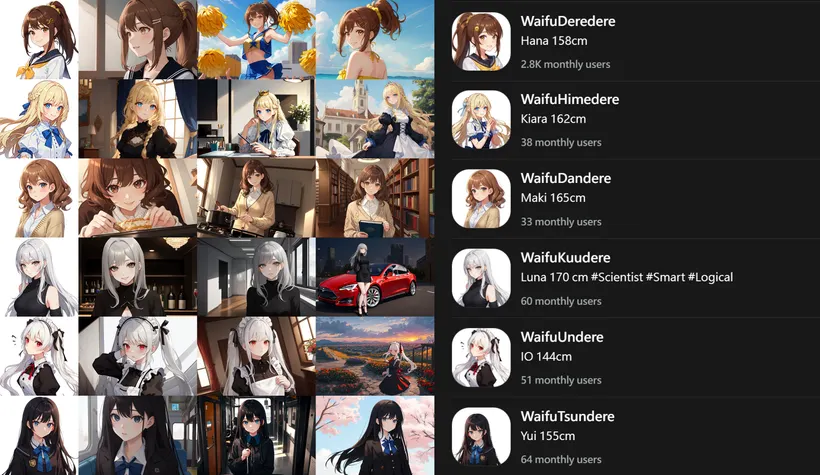 WaifuDeredere
Hana 158cm
2.8K monthly users
WaifuHimedere
Kiara 162cm
38 monthly users
WaifuDandere
Maki 165cm
33 monthly users
WaifuKuudere
Luna 170 cm #Scientist #Smart #Logical
60 monthly users
WaifuUndere
IO 144cm
51 monthly users
WaifuTsundere
Yui 155cm
64 monthly users